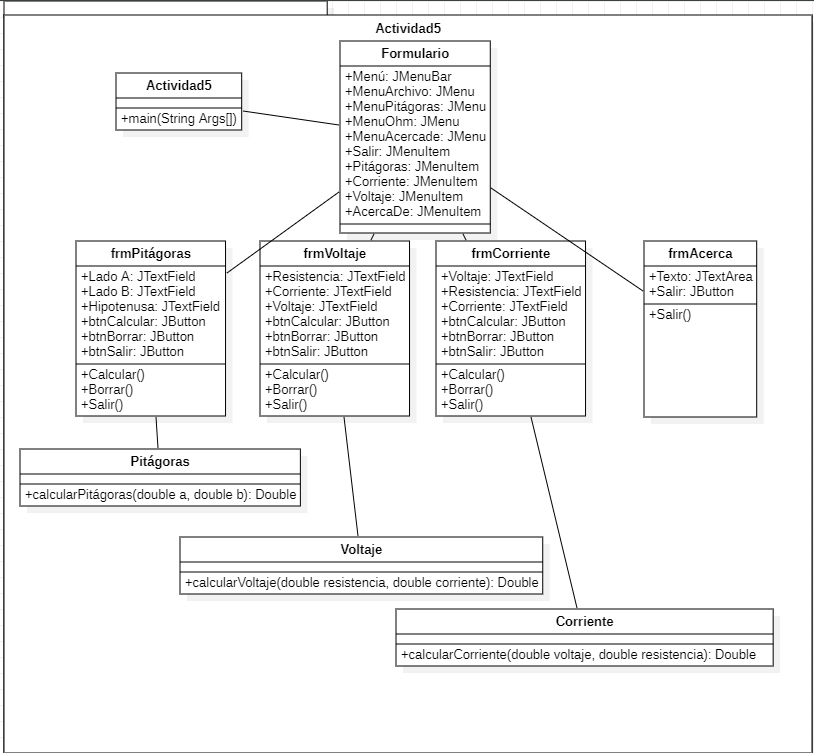 Actividad5
Formulario
+Menú: JMenuBar
+MenuArchivo: JMenu
+MenuPitágoras: JMenu
+MenuOhm: JMenu
+MenuAcercade: JMenu
+Salir: JMenuItem
+Pitágoras: JMenuItem
+Corriente: JMenuItem
+Voltaje: JMenuItem
+AcercaDe: JMenuItem
Actividad5
+main(String Args[])
frmPitágoras
+Lado A: JTextField
+Lado B: JTextField
+Hipotenusa: JTextField
+btnCalcular: JButton
+btnBorrar: JButton
+btnSalir: JButton
+Calcular()
+Borrar()
+Salir()
frmVoltaje
+Resistencia: JTextField
+Corriente: JTextField
+Voltaje: JTextField
+btnCalcular: JButton
+btnBorrar: JButton
+btnSalir: JButton
+Calcular()
+Borrar()
+Salir()
frmCorriente
+Voltaje: JTextField
+Resistencia: JTextField
+Corriente: JTextField
+btnCalcular: JButton
+btnBorrar: JButton
+btnSalir: JButton
+Calcular()
+Borrar()
+Salir()
frmAcerca
+Texto: JTextArea
+Salir: JButton
+Salir()
Pitágoras
+calcularPitágoras(double a, double b): Double
Voltaje
+calcularVoltaje(double resistencia, double corriente): Double
Corriente
+calcularCorriente(double voltaje, double resistencia): Double